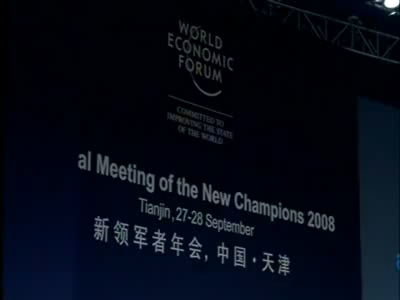 WORLD
ECONOMIC
FORUM
COMMITTED TO
IMPROVING THE STATE
OF THE WORLD
al Meeting of the New Champions 2008
Tianjin, 27-28 September
新领军者年会,中国·天津